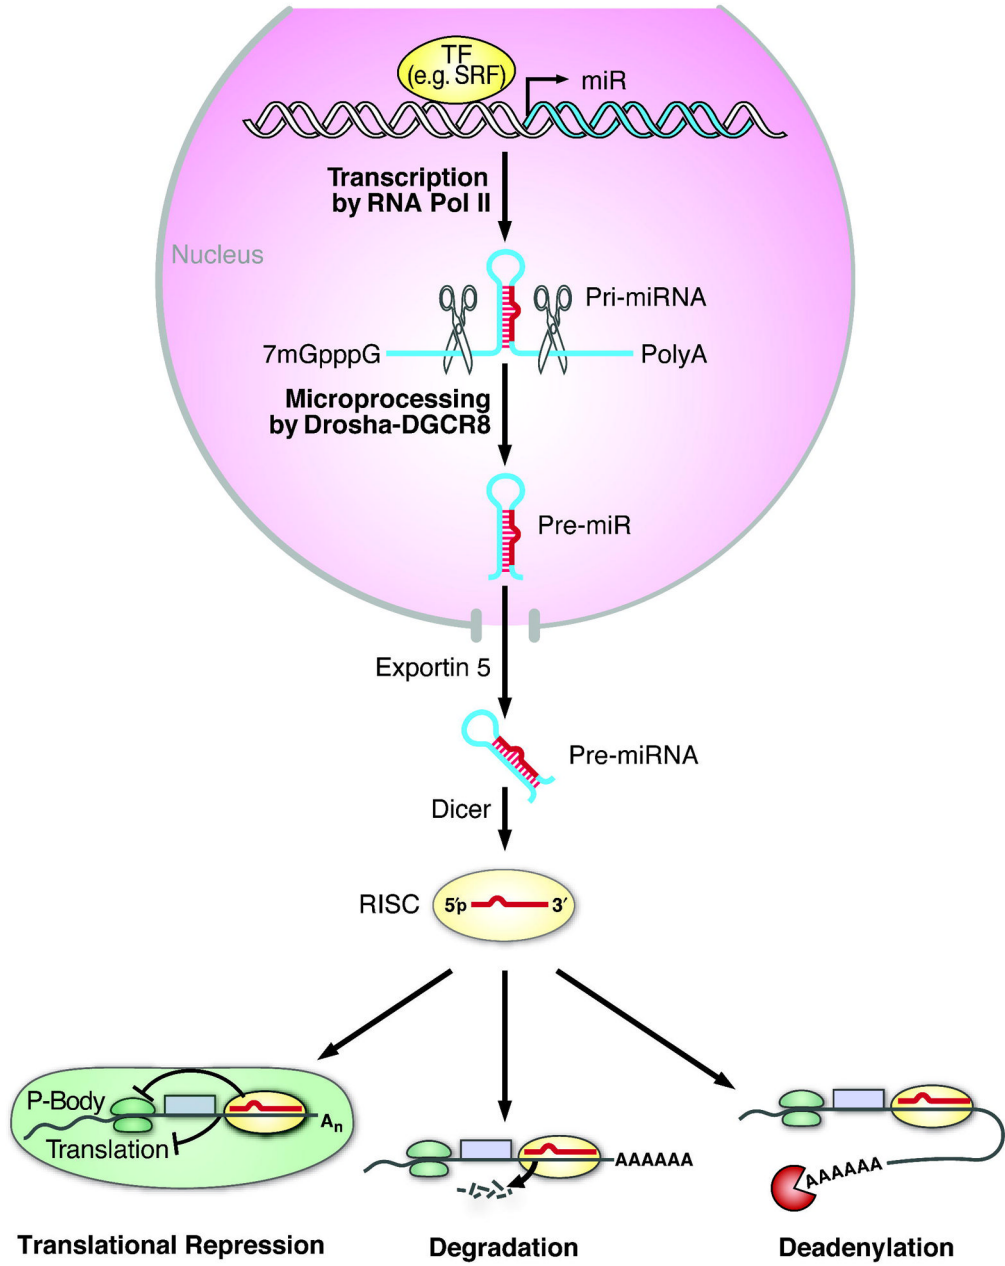 TF
(e.g. SRF)
miR
Transcription
by RNA Pol II
Nucleus
Pri-miRNA
7mGpppG
PolyA
Microprocessing
by Drosha-DGCR8
Pre-miR
Exportin 5
Pre-miRNA
Dicer
RISC
5′p
3′
P-Body
An
Translation
AAAAAA
AAAAAA
Translational Repression
Degradation
Deadenylation